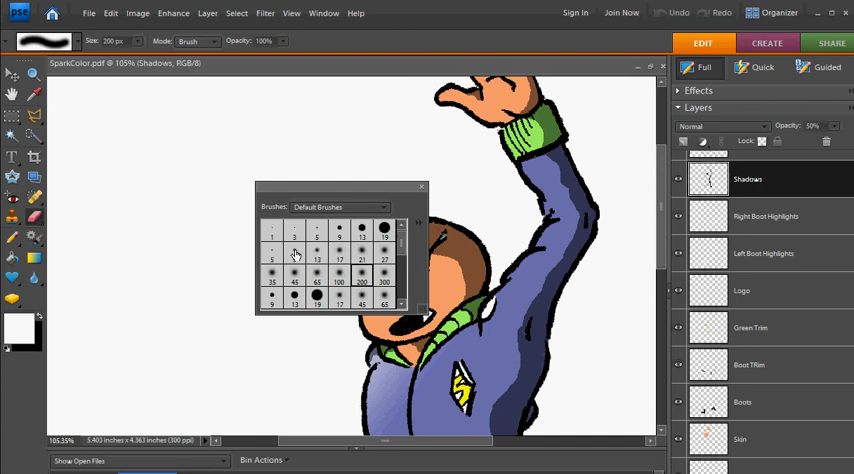 pse File Edit Image Enhance Layer Select Filter View Window Help Sign In Join Now Undo Redo Organizer
Size: 200 px Mode: Brush Opacity: 100% EDIT CREATE SHARE
SparkColor.pdf @ 105% (Shadows, RGB/8)
Full Quick Guided
Effects
Layers
Normal Opacity: 50%
Lock:
Shadows
Right Boot Highlights
Left Boot Highlights
Logo
Green Trim
Boot TRim
Boots
Skin
Brushes: Default Brushes
1 3 5 9 13 19
5 13 17 21 27
35 45 65 100 200 300
9 13 19 17 45 65
T
105.35% 5.403 inches x 4.363 inches (300 ppi)
Show Open Files Bin Actions